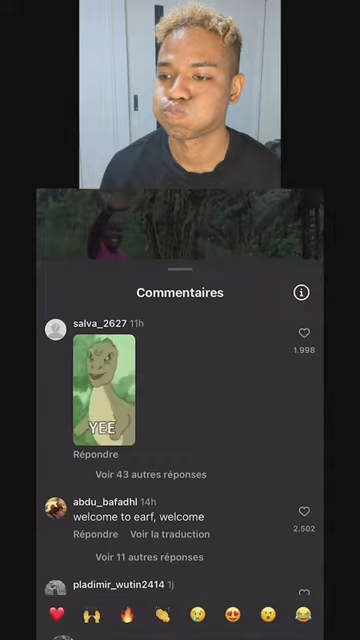 Commentaires
salva_2627 11h
YEE
1.998
Répondre
Voir 43 autres réponses
abdu_bafadhl 14h
welcome to earf, welcome
2.502
Répondre Voir la traduction
Voir 11 autres réponses
pladimir_wutin2414 1j